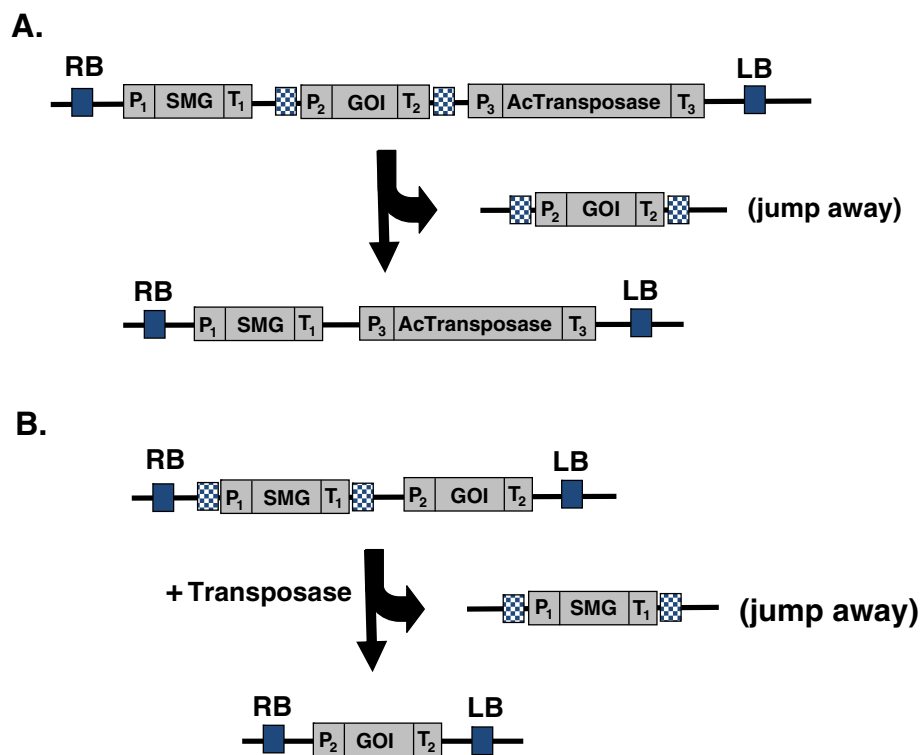 A.
RB LB
P₁ SMG T₁ P₂ GOI T₂ P₃ AcTransposase T₃
P₂ GOI T₂ (jump away)
RB LB
P₁ SMG T₁ P₃ AcTransposase T₃
B.
RB LB
P₁ SMG T₁ P₂ GOI T₂
+ Transposase
P₁ SMG T₁ (jump away)
RB LB
P₂ GOI T₂